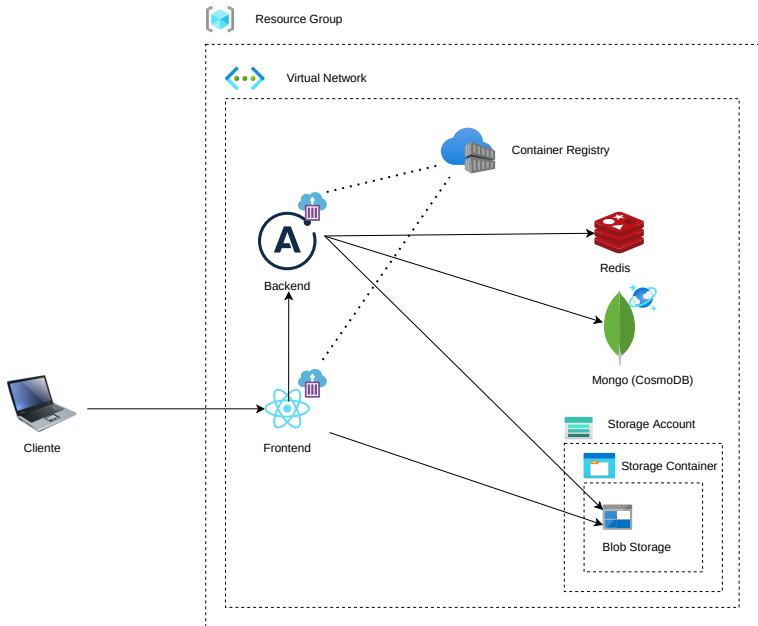 Resource Group
Virtual Network
Container Registry
A
Backend
Redis
Mongo (CosmoDB)
Cliente
Frontend
Storage Account
Storage Container
Blob Storage